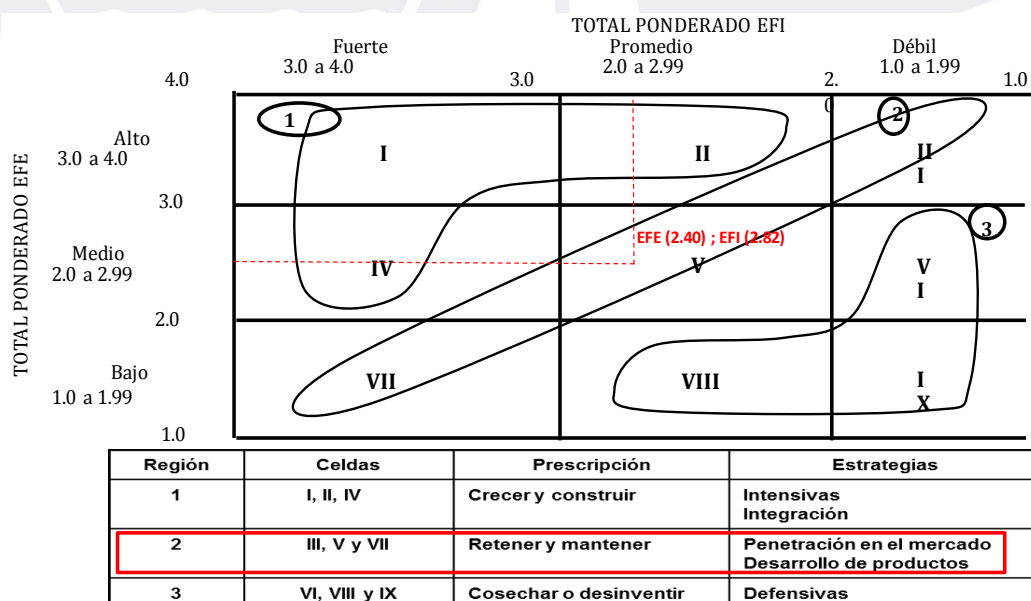 TOTAL PONDERADO EFI
Fuerte
3.0 a 4.0
Promedio
2.0 a 2.99
Débil
1.0 a 1.99
4.0
3.0
2.
0
1.0
TOTAL PONDERADO EFE
Alto
3.0 a 4.0
3.0
Medio
2.0 a 2.99
2.0
Bajo
1.0 a 1.99
1.0
1
I
II
2
II
I
3
EFE (2.40) ; EFI (2.82)
IV
V
V
I
VII
VIII
I
X
Región Celdas Prescripción Estrategias
1 I, II, IV Crecer y construir Intensivas
Integración
2 III, V y VII Retener y mantener Penetración en el mercado
Desarrollo de productos
3 VI, VIII y IX Cosechar o desinventir Defensivas